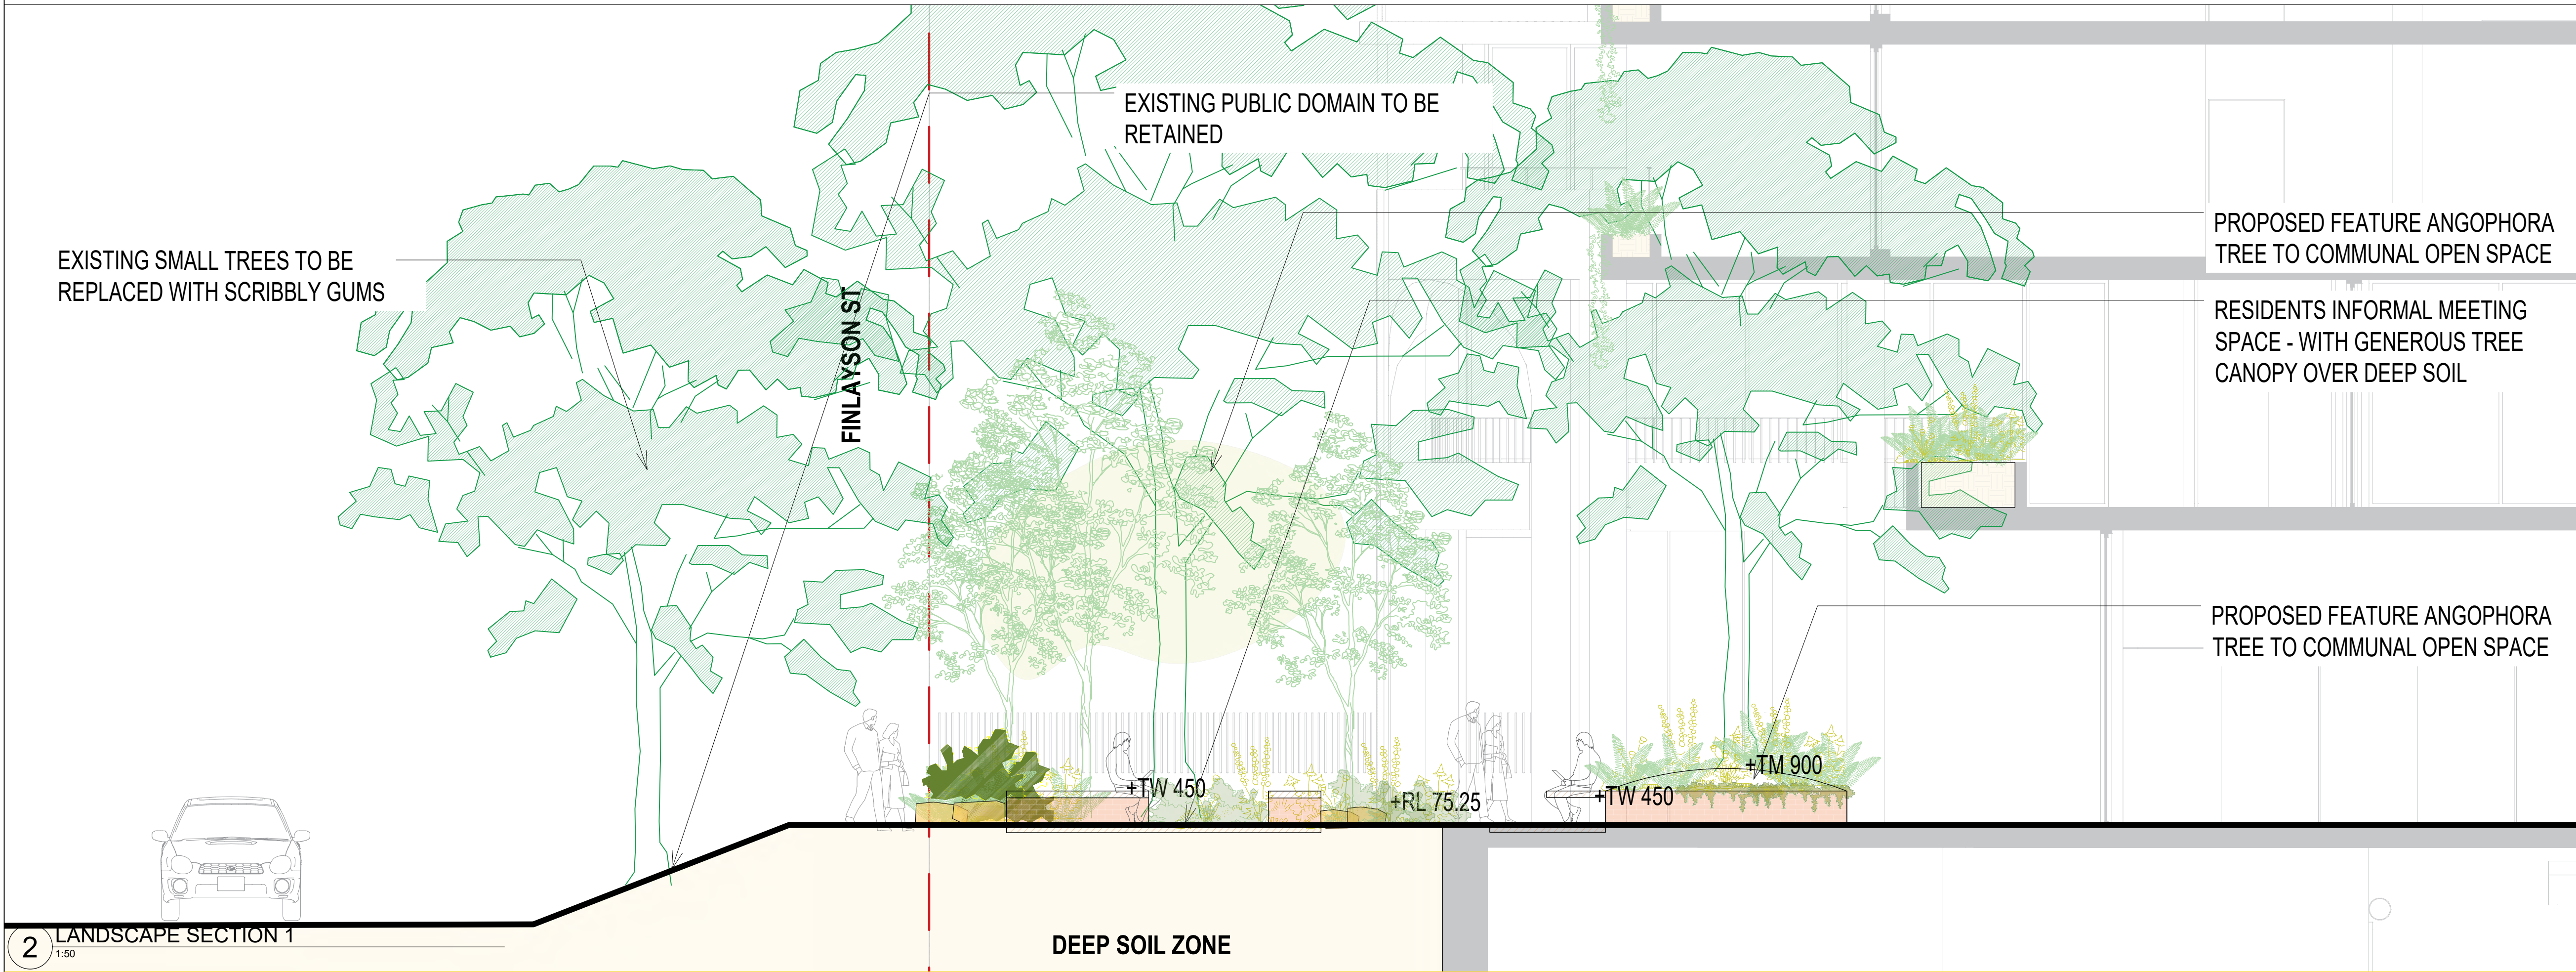 EXISTING PUBLIC DOMAIN TO BE
RETAINED
EXISTING SMALL TREES TO BE
REPLACED WITH SCRIBBLY GUMS
FINLAYSON ST
PROPOSED FEATURE ANGOPHORA
TREE TO COMMUNAL OPEN SPACE
RESIDENTS INFORMAL MEETING
SPACE - WITH GENEROUS TREE
CANOPY OVER DEEP SOIL
PROPOSED FEATURE ANGOPHORA
TREE TO COMMUNAL OPEN SPACE
+TM 900
+TW 450
+RL 75.25
+TW 450
2
LANDSCAPE SECTION 1
1:50
DEEP SOIL ZONE